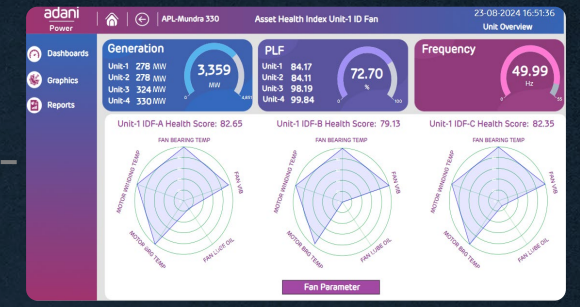 adani
Power
APL-Mundra 330
Asset Health Index Unit-1 ID Fan
23-08-2024 16:51:36
Unit Overview
Dashboards
Graphics
Reports
Generation
Unit-1 278 MW
Unit-2 278 MW
Unit-3 324 MW
Unit-4 330 MW
3,359
MW
0
4,611
PLF
Unit-1 84.17
Unit-2 84.11
Unit-3 98.19
Unit-4 99.84
72.70
%
0
100
Frequency
49.99
Hz
0
55
Unit-1 IDF-A Health Score: 82.65
FAN BEARING TEMP
FAN VIB
FAN LUBE OIL
MOTOR BRG TEMP
MOTOR WINDING TEMP
Unit-1 IDF-B Health Score: 79.13
FAN BEARING TEMP
FAN VIB
FAN LUBE OIL
MOTOR BRG TEMP
MOTOR WINDING TEMP
Unit-1 IDF-C Health Score: 82.35
FAN BEARING TEMP
FAN VIB
FAN LUBE OIL
MOTOR BRG TEMP
MOTOR WINDING TEMP
Fan Parameter